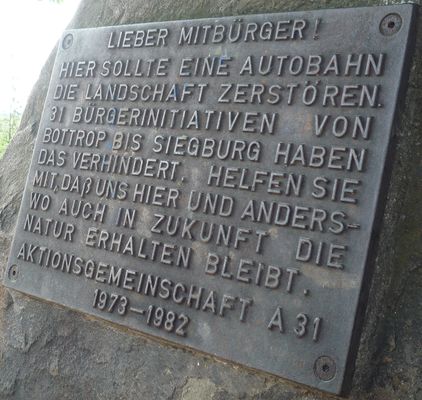 LIEBER MITBÜRGER!
HIER SOLLTE EINE AUTOBAHN
DIE LANDSCHAFT ZERSTÖREN.
31 BÜRGERINITIATIVEN VON
BOTTROP BIS SIEGBURG HABEN
DAS VERHINDERT. HELFEN SIE
MIT, DAß UNS HIER UND ANDERS-
WO AUCH IN ZUKUNFT DIE
NATUR ERHALTEN BLEIBT.
AKTIONSGEMEINSCHAFT A 31
1973–1982